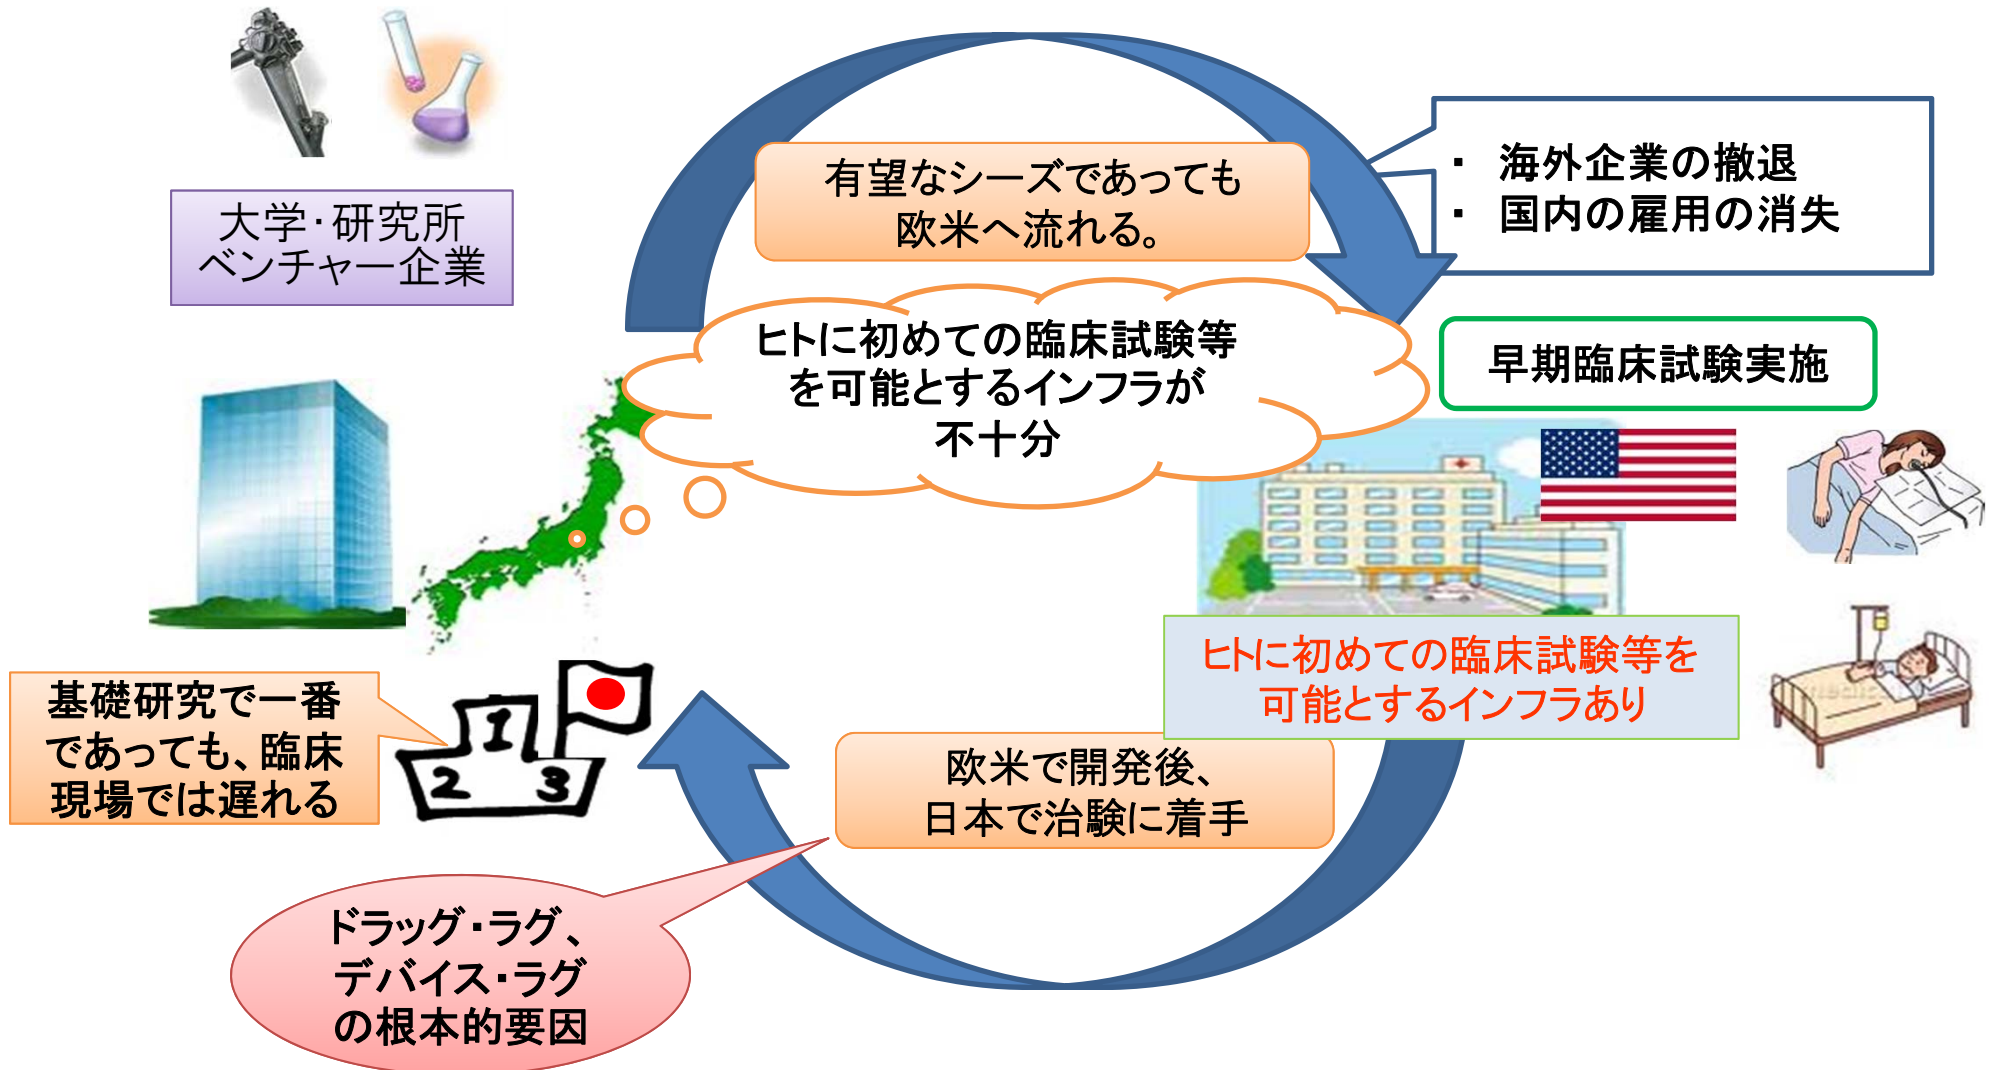 大学・研究所
ベンチャー企業
有望なシーズであっても
欧米へ流れる。
・ 海外企業の撤退
・ 国内の雇用の消失
ヒトに初めての臨床試験等
を可能とするインフラが
不十分
早期臨床試験実施
ヒトに初めての臨床試験等を
可能とするインフラあり
基礎研究で一番
であっても、臨床
現場では遅れる
1
2 3
欧米で開発後、
日本で治験に着手
ドラッグ・ラグ、
デバイス・ラグ
の根本的要因